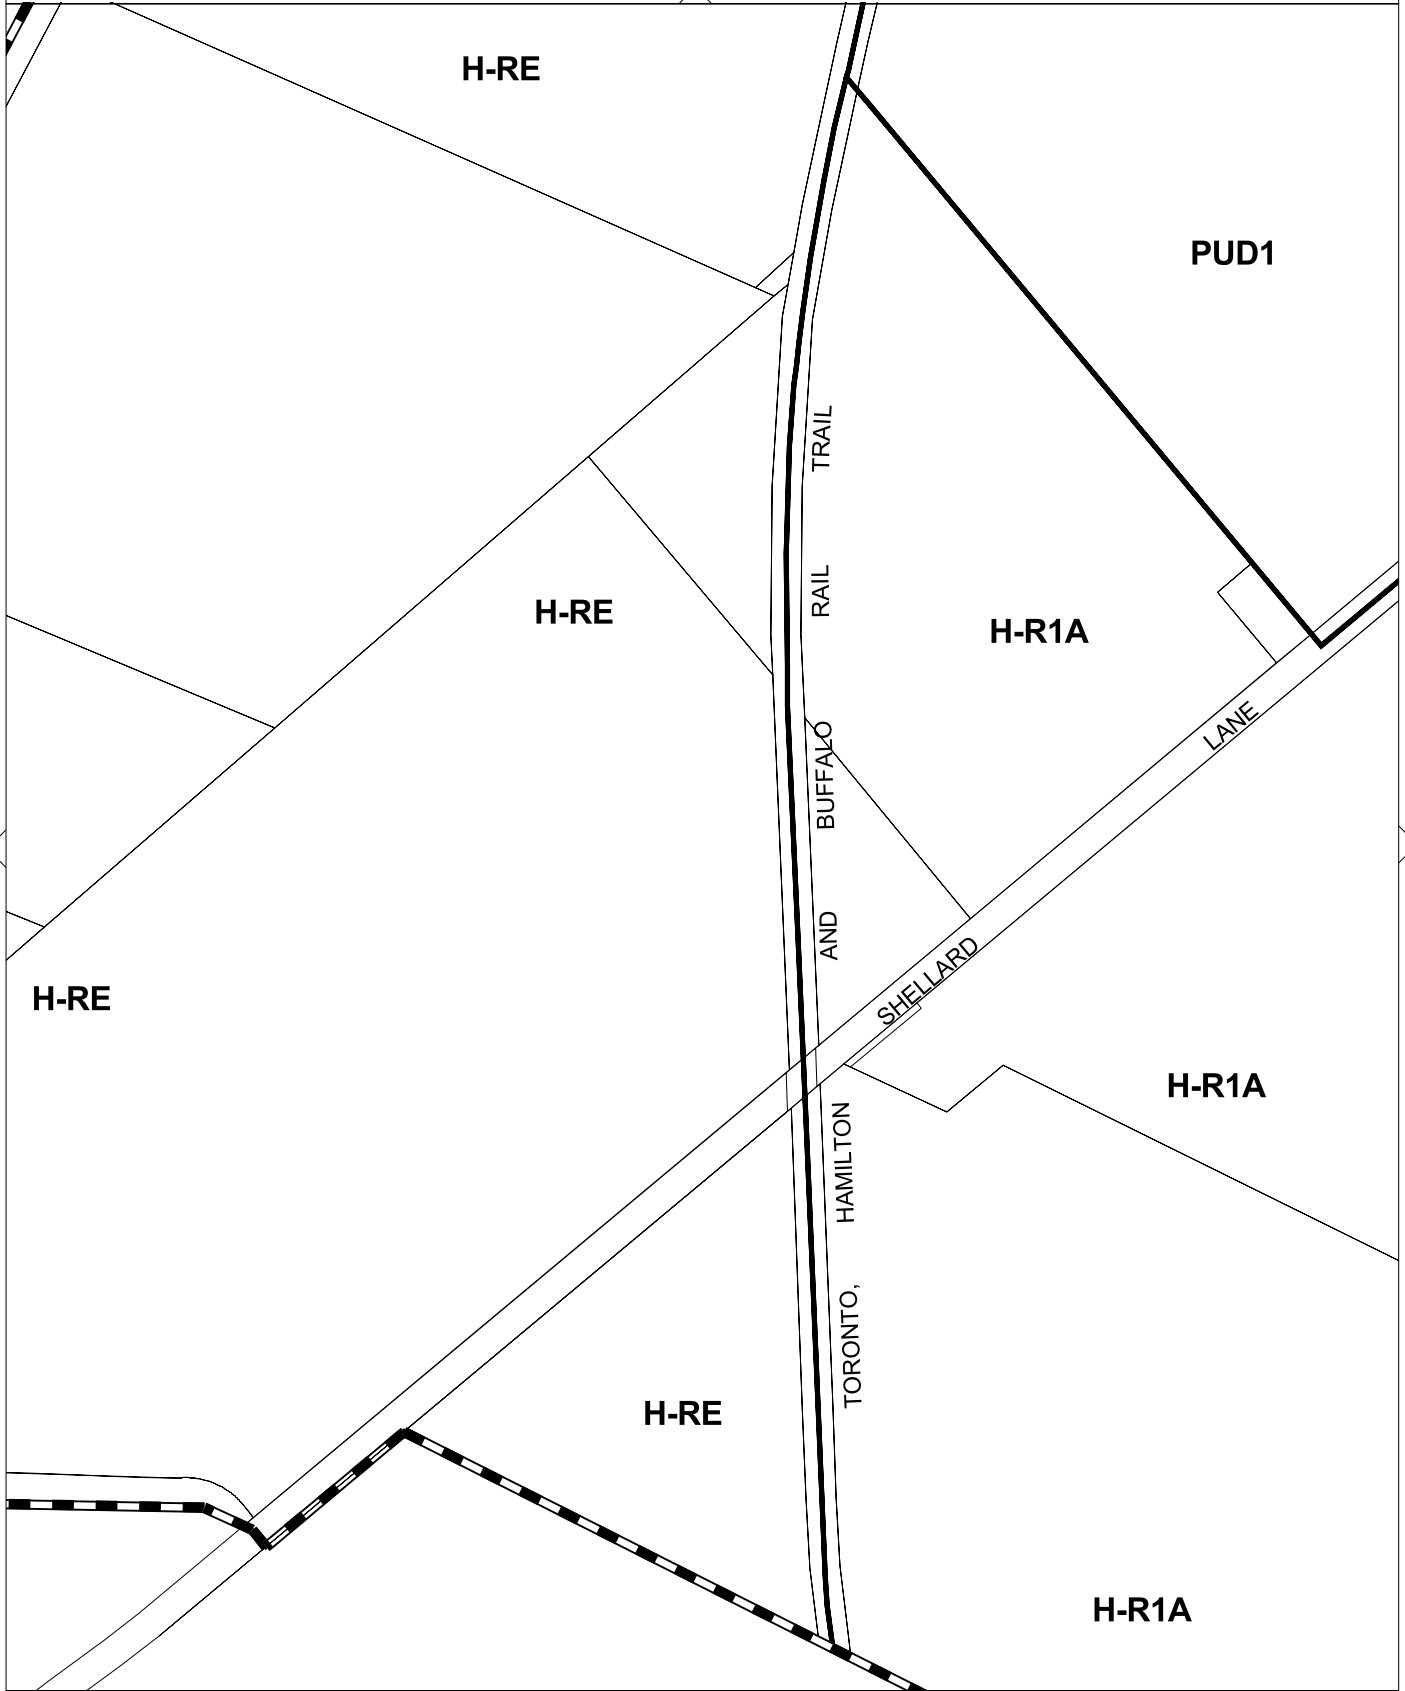 H-RE
PUD1
H-RE
H-R1A
LANE
SHELLARD
H-RE
H-R1A
TORONTO, HAMILTON AND BUFFALO RAIL TRAIL
H-RE
H-R1A